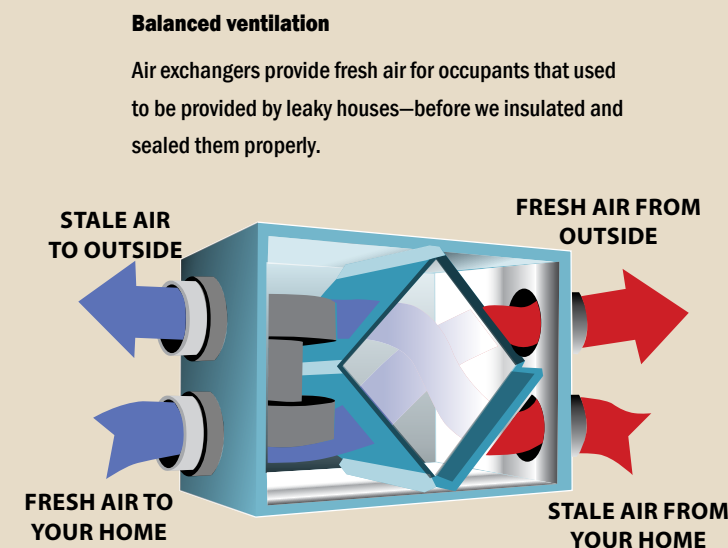 Balanced ventilation
Air exchangers provide fresh air for occupants that used
to be provided by leaky houses—before we insulated and
sealed them properly.
STALE AIR
TO OUTSIDE
FRESH AIR FROM
OUTSIDE
FRESH AIR TO
YOUR HOME
STALE AIR FROM
YOUR HOME